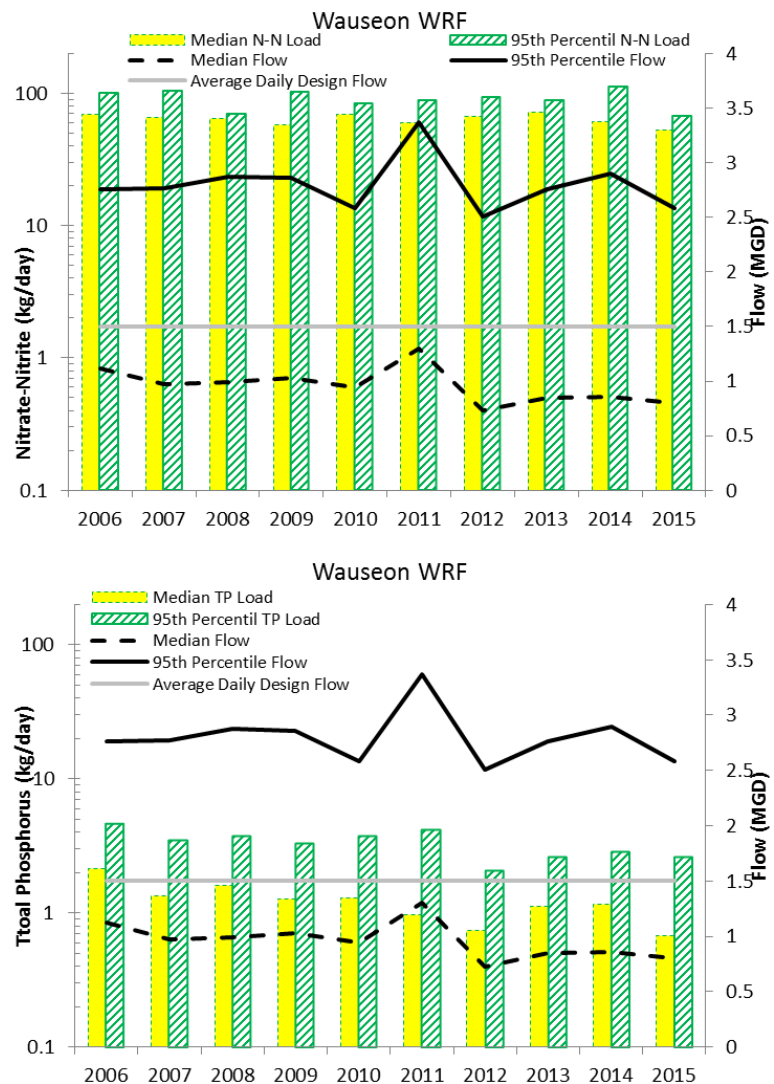 Wauseon WRF
Median N-N Load
95th Percentil N-N Load
Median Flow
95th Percentile Flow
Average Daily Design Flow
Nitrate-Nitrite (kg/day)
100
10
1
0.1
4
3.5
3
2.5
2
1.5
1
0.5
0
Flow (MGD)
2006 2007 2008 2009 2010 2011 2012 2013 2014 2015
Wauseon WRF
Median TP Load
95th Percentil TP Load
Median Flow
95th Percentile Flow
Average Daily Design Flow
Ttoal Phosphorus (kg/day)
100
10
1
0.1
4
3.5
3
2.5
2
1.5
1
0.5
0
Flow (MGD)
2006 2007 2008 2009 2010 2011 2012 2013 2014 2015